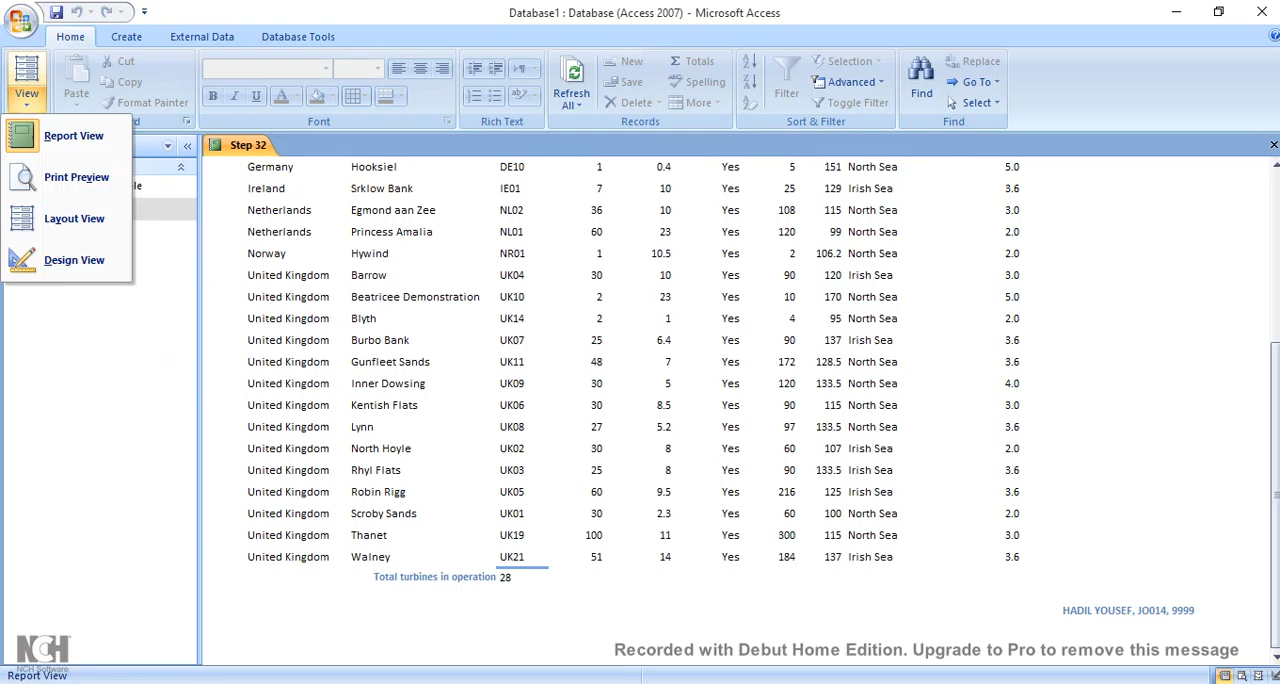 Database1 : Database (Access 2007) - Microsoft Access
Home Create External Data Database Tools
View Paste Cut Copy Format Painter
Refresh All New Save Delete Totals Spelling More
Filter Selection Advanced Toggle Filter
Find Replace Go To Select
B I U A
Font Rich Text Records Sort & Filter Find
Report View
Print Preview
Layout View
Design View
Step 32
Germany Hooksiel DE10 1 0.4 Yes 5 151 North Sea 5.0
Ireland Srklow Bank IE01 7 10 Yes 25 129 Irish Sea 3.6
Netherlands Egmond aan Zee NL02 36 10 Yes 108 115 North Sea 3.0
Netherlands Princess Amalia NL01 60 23 Yes 120 99 North Sea 2.0
Norway Hywind NR01 1 10.5 Yes 2 106.2 North Sea 2.0
United Kingdom Barrow UK04 30 10 Yes 90 120 Irish Sea 3.0
United Kingdom Beatricee Demonstration UK10 2 23 Yes 10 170 North Sea 5.0
United Kingdom Blyth UK14 2 1 Yes 4 95 North Sea 2.0
United Kingdom Burbo Bank UK07 25 6.4 Yes 90 137 Irish Sea 3.6
United Kingdom Gunfleet Sands UK11 48 7 Yes 172 128.5 North Sea 3.6
United Kingdom Inner Dowsing UK09 30 5 Yes 120 133.5 North Sea 4.0
United Kingdom Kentish Flats UK06 30 8.5 Yes 90 115 North Sea 3.0
United Kingdom Lynn UK08 27 5.2 Yes 97 133.5 North Sea 3.6
United Kingdom North Hoyle UK02 30 8 Yes 60 107 Irish Sea 2.0
United Kingdom Rhyl Flats UK03 25 8 Yes 90 133.5 Irish Sea 3.6
United Kingdom Robin Rigg UK05 60 9.5 Yes 216 125 Irish Sea 3.6
United Kingdom Scroby Sands UK01 30 2.3 Yes 60 100 North Sea 2.0
United Kingdom Thanet UK19 100 11 Yes 300 115 North Sea 3.0
United Kingdom Walney UK21 51 14 Yes 184 137 Irish Sea 3.6
Total turbines in operation 28
HADIL YOUSEF, JO014, 9999
NCH
NCH Software
Recorded with Debut Home Edition. Upgrade to Pro to remove this message
Report View